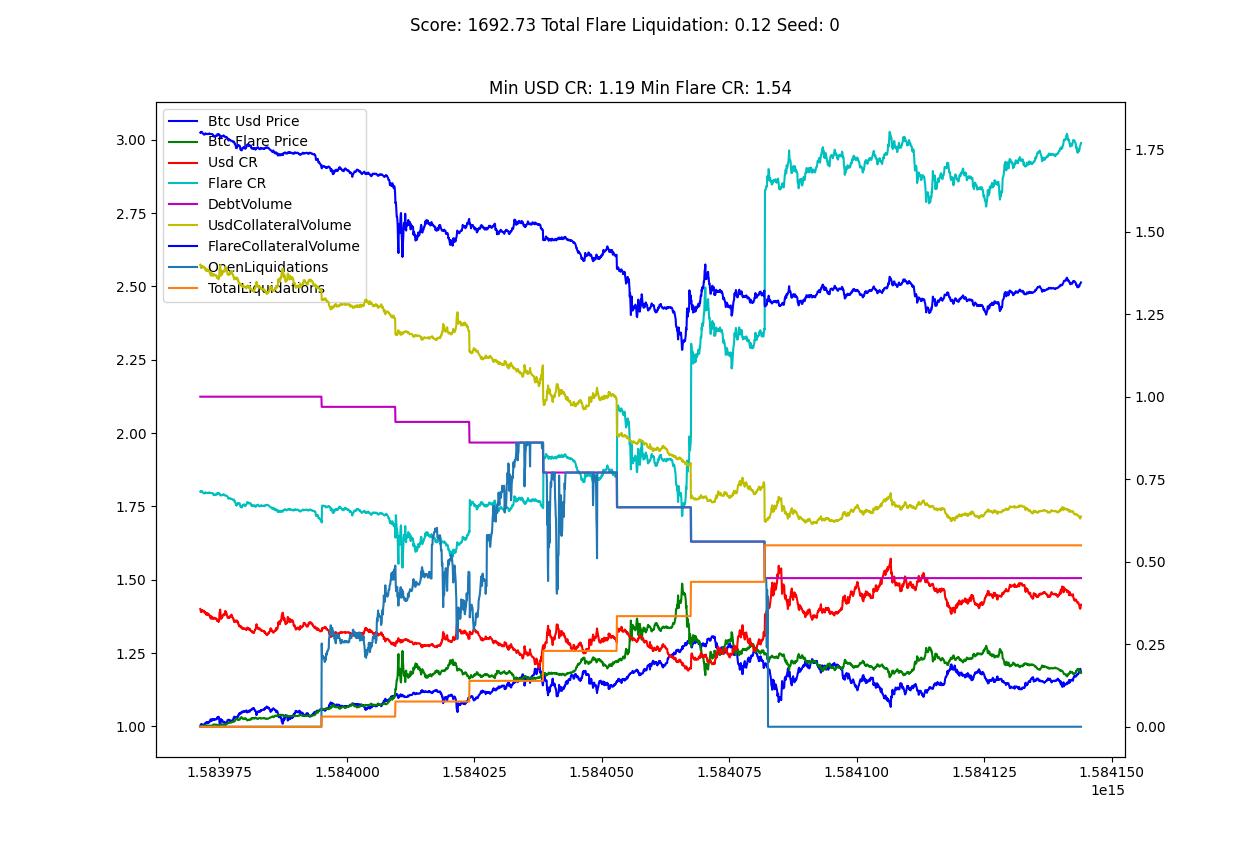 Score: 1692.73 Total Flare Liquidation: 0.12 Seed: 0
Min USD CR: 1.19 Min Flare CR: 1.54
Btc Usd Price
Btc Flare Price
Usd CR
Flare CR
DebtVolume
UsdCollateralVolume
FlareCollateralVolume
OpenLiquidations
TotalLiquidations
3.00
2.75
2.50
2.25
2.00
1.75
1.50
1.25
1.00
1.75
1.50
1.25
1.00
0.75
0.50
0.25
0.00
1.583975 1.584000 1.584025 1.584050 1.584075 1.584100 1.584125 1.584150
1e15